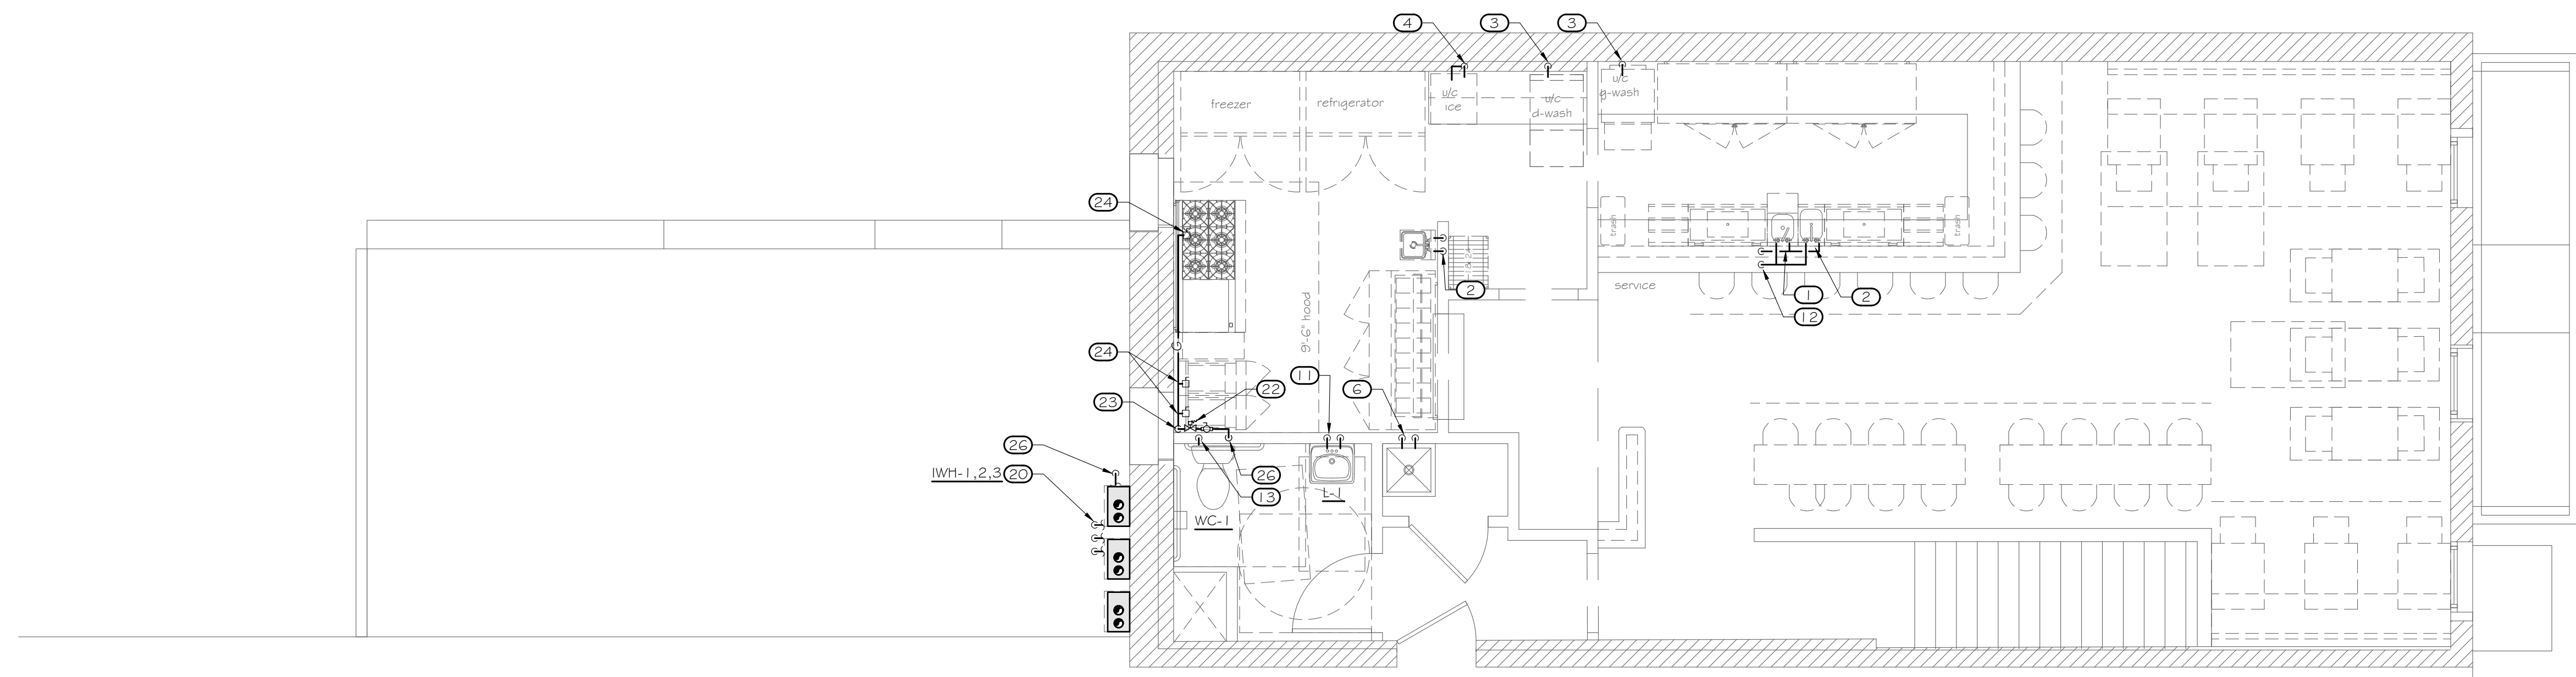 4
3
3
freezer
refrigerator
u/c
ice
u/c
d-wash
u/c
g-wash
24
trash
trash
2
service
1
2
12
9'-6" hood
G
24
11
6
22
23
26
26
IWH-1,2,3 20
13
L-1
WC-1